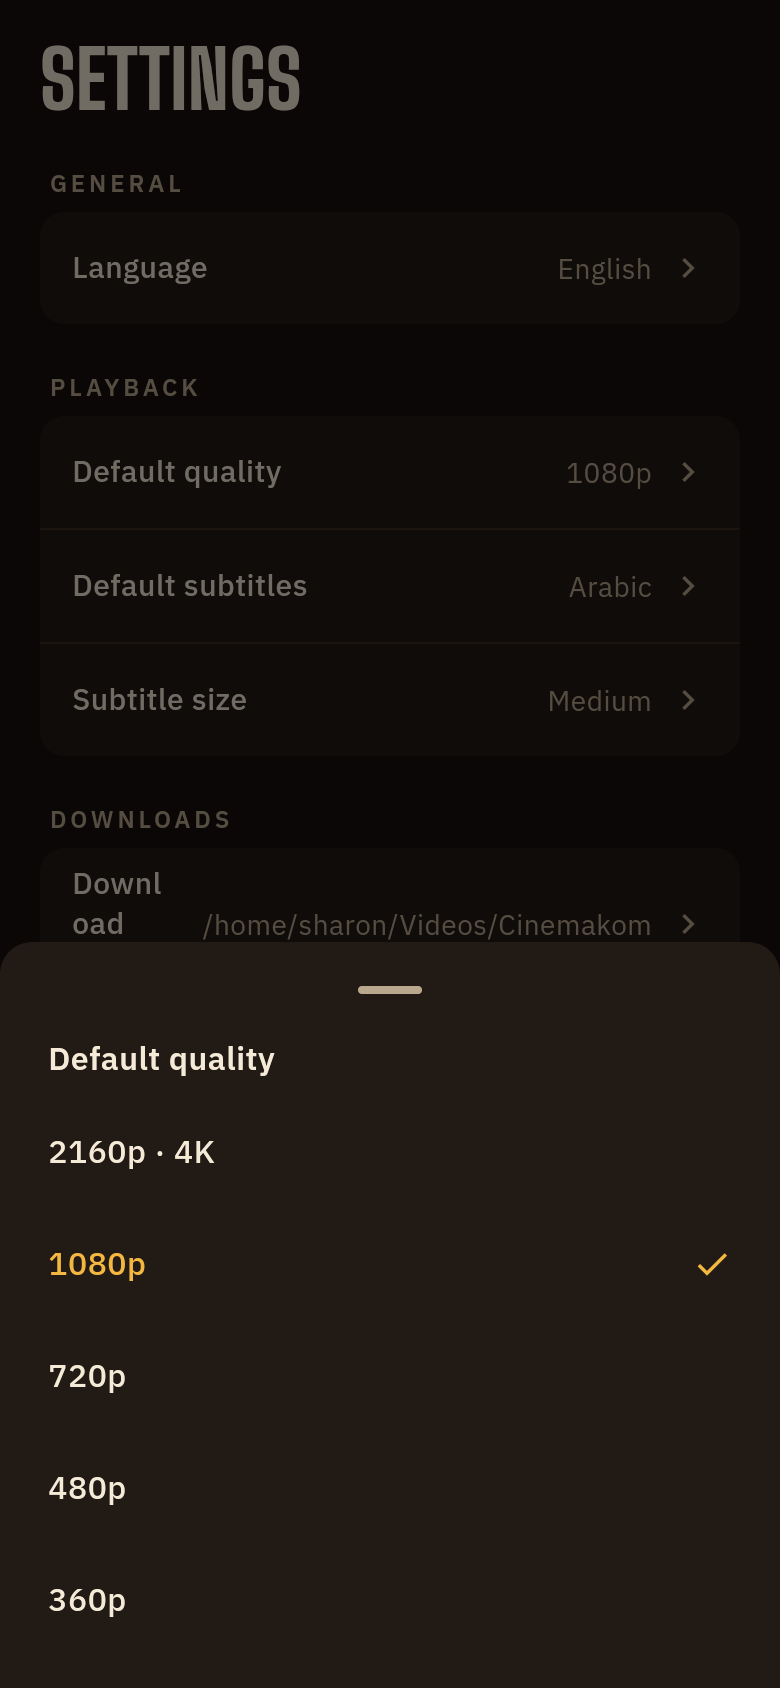 SETTINGS
GENERAL
Language English
PLAYBACK
Default quality 1080p
Default subtitles Arabic
Subtitle size Medium
DOWNLOADS
Downl
oad /home/sharon/Videos/Cinemakom
Default quality
2160p · 4K
1080p
720p
480p
360p